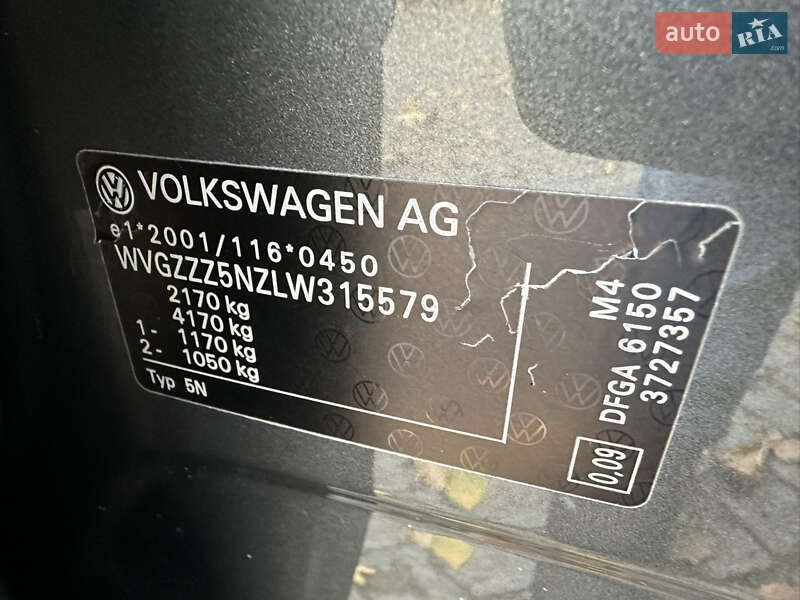 auto RIA.com
VOLKSWAGEN AG
e1*2001/116*0450
WVGZZZ5NZLW315579
2170 kg
4170 kg
1- 1170 kg
2- 1050 kg
Typ 5N
M4
DFGA 6150
3727357
0,09